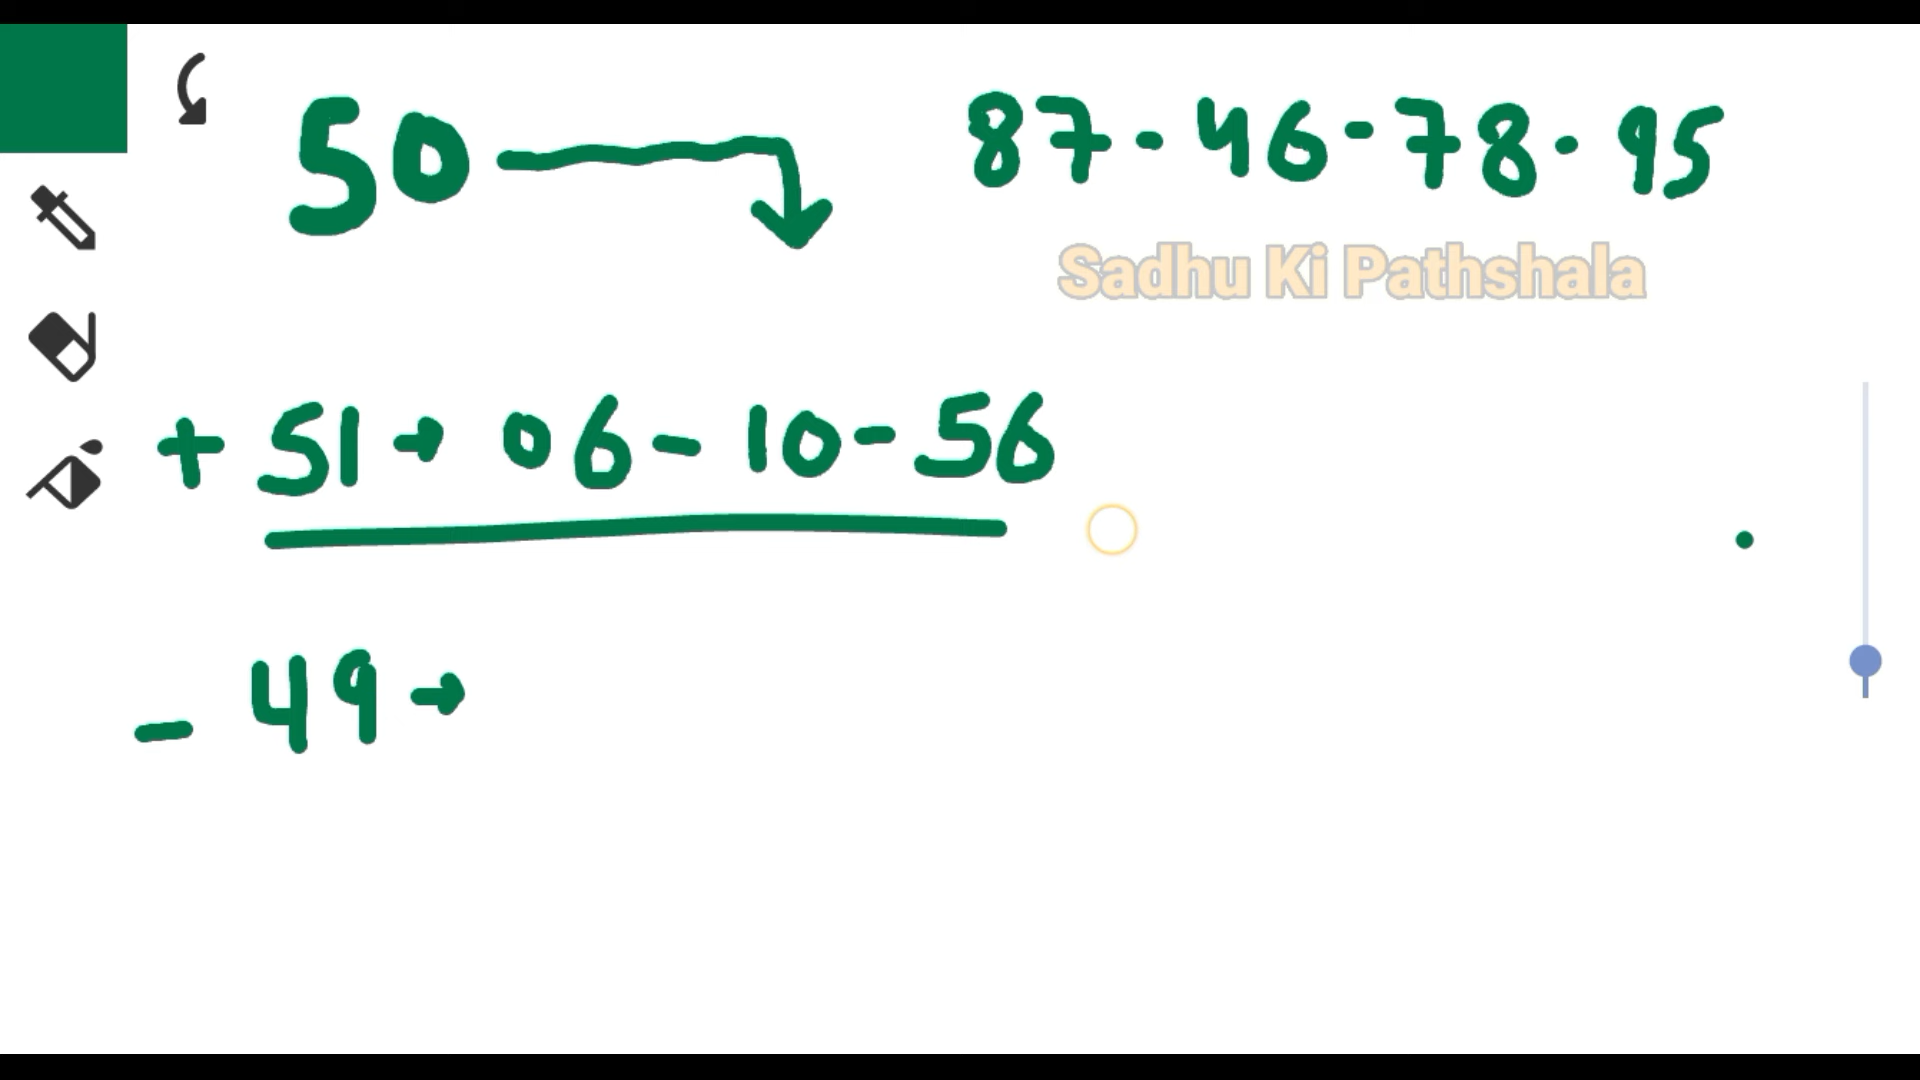 50 → 87 - 46 - 78 - 95
Sadhu Ki Pathshala
+ 51 → 06 - 10 - 56
- 49 →